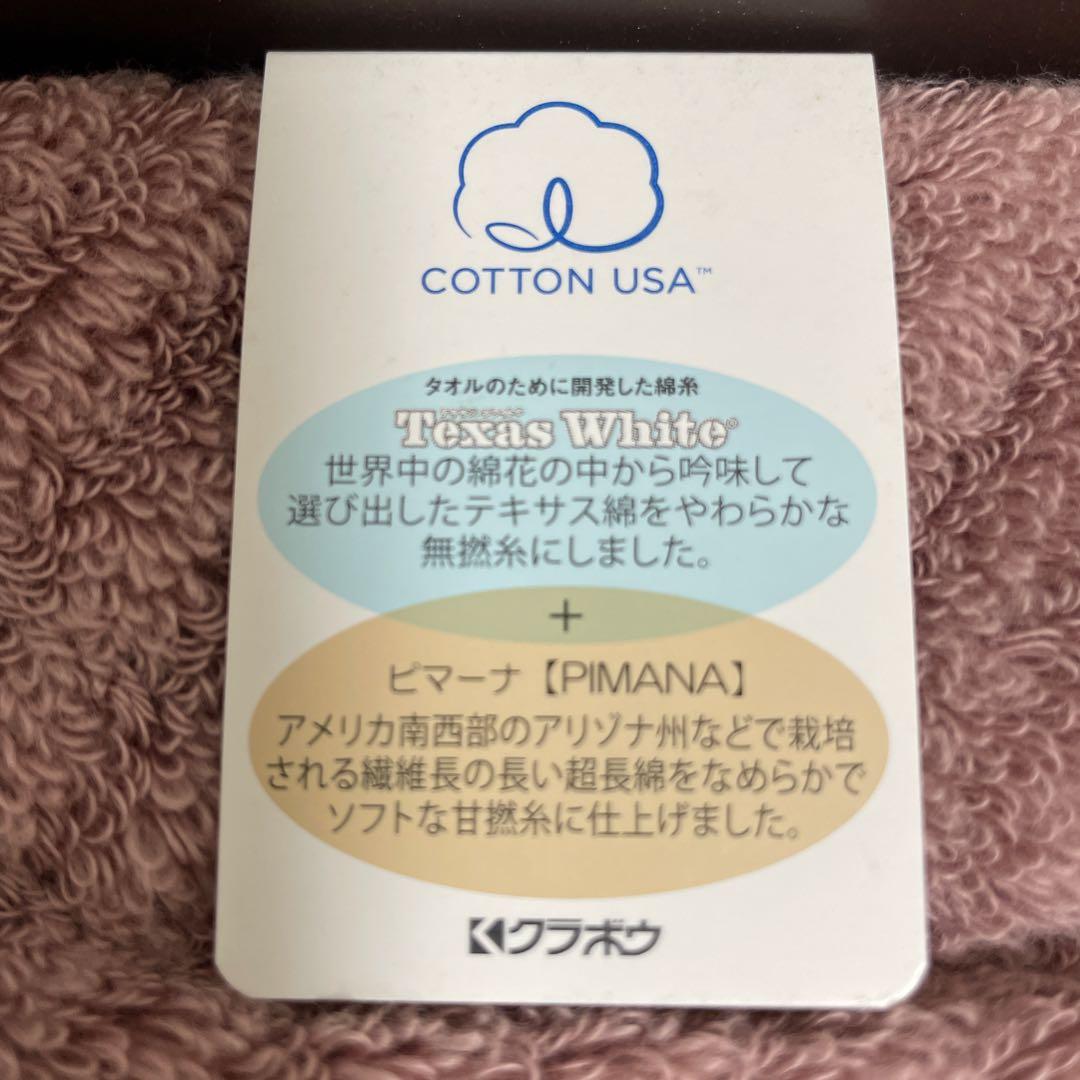 COTTON USA™
タオルのために開発した綿糸
Texas White®
世界中の綿花の中から吟味して
選び出したテキサス綿をやわらかな
無撚糸にしました。
+
ピマーナ【PIMANA】
アメリカ南西部のアリゾナ州などで栽培
される繊維長の長い超長綿をなめらかで
ソフトな甘撚糸に仕上げました。
クラボウ